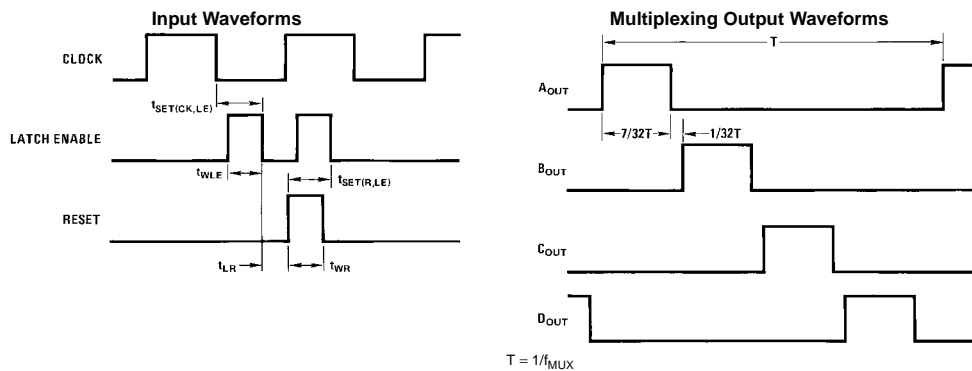 Input Waveforms
CLOCK
tSET(CK,LE)
LATCH ENABLE
tWLE
tSET(R,LE)
RESET
tLR
tWR
Multiplexing Output Waveforms
T
AOUT
7/32T
1/32T
BOUT
COUT
DOUT
T = 1/fMUX